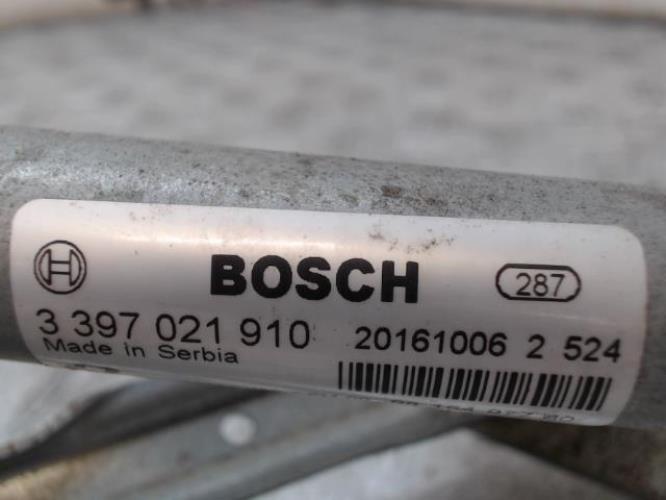 BOSCH 287
3 397 021 910 20161006 2 524
Made in Serbia